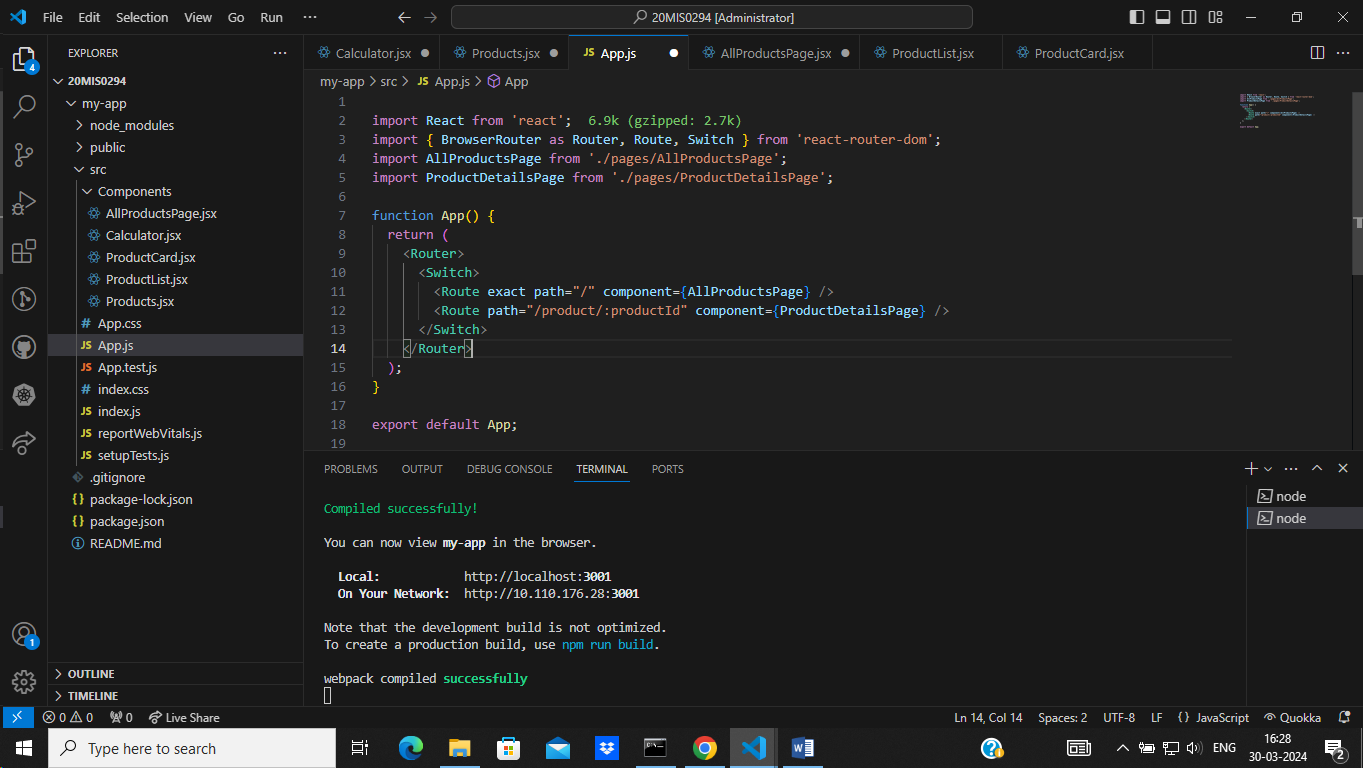 File Edit Selection View Go Run ···
20MIS0294 [Administrator]
EXPLORER
20MIS0294
my-app
node_modules
public
src
Components
AllProductsPage.jsx
Calculator.jsx
ProductCard.jsx
ProductList.jsx
Products.jsx
# App.css
JS App.js
JS App.test.js
# index.css
JS index.js
JS reportWebVitals.js
JS setupTests.js
.gitignore
{} package-lock.json
{} package.json
README.md
OUTLINE
TIMELINE
4
1
Calculator.jsx
Products.jsx
JS App.js
AllProductsPage.jsx
ProductList.jsx
ProductCard.jsx
my-app > src > JS App.js > App
1
2 import React from 'react'; 6.9k (gzipped: 2.7k)
3 import { BrowserRouter as Router, Route, Switch } from 'react-router-dom';
4 import AllProductsPage from './pages/AllProductsPage';
5 import ProductDetailsPage from './pages/ProductDetailsPage';
6
7 function App() {
8 return (
9 <Router>
10 <Switch>
11 <Route exact path="/" component={AllProductsPage} />
12 <Route path="/product/:productId" component={ProductDetailsPage} />
13 </Switch>
14 </Router>
15 );
16 }
17
18 export default App;
19
PROBLEMS OUTPUT DEBUG CONSOLE TERMINAL PORTS
node
node
Compiled successfully!
You can now view my-app in the browser.
Local: http://localhost:3001
On Your Network: http://10.110.176.28:3001
Note that the development build is not optimized.
To create a production build, use npm run build.
webpack compiled successfully
0 0 0 Live Share
Ln 14, Col 14 Spaces: 2 UTF-8 LF {} JavaScript Quokka
Type here to search
ENG
16:28
30-03-2024
2